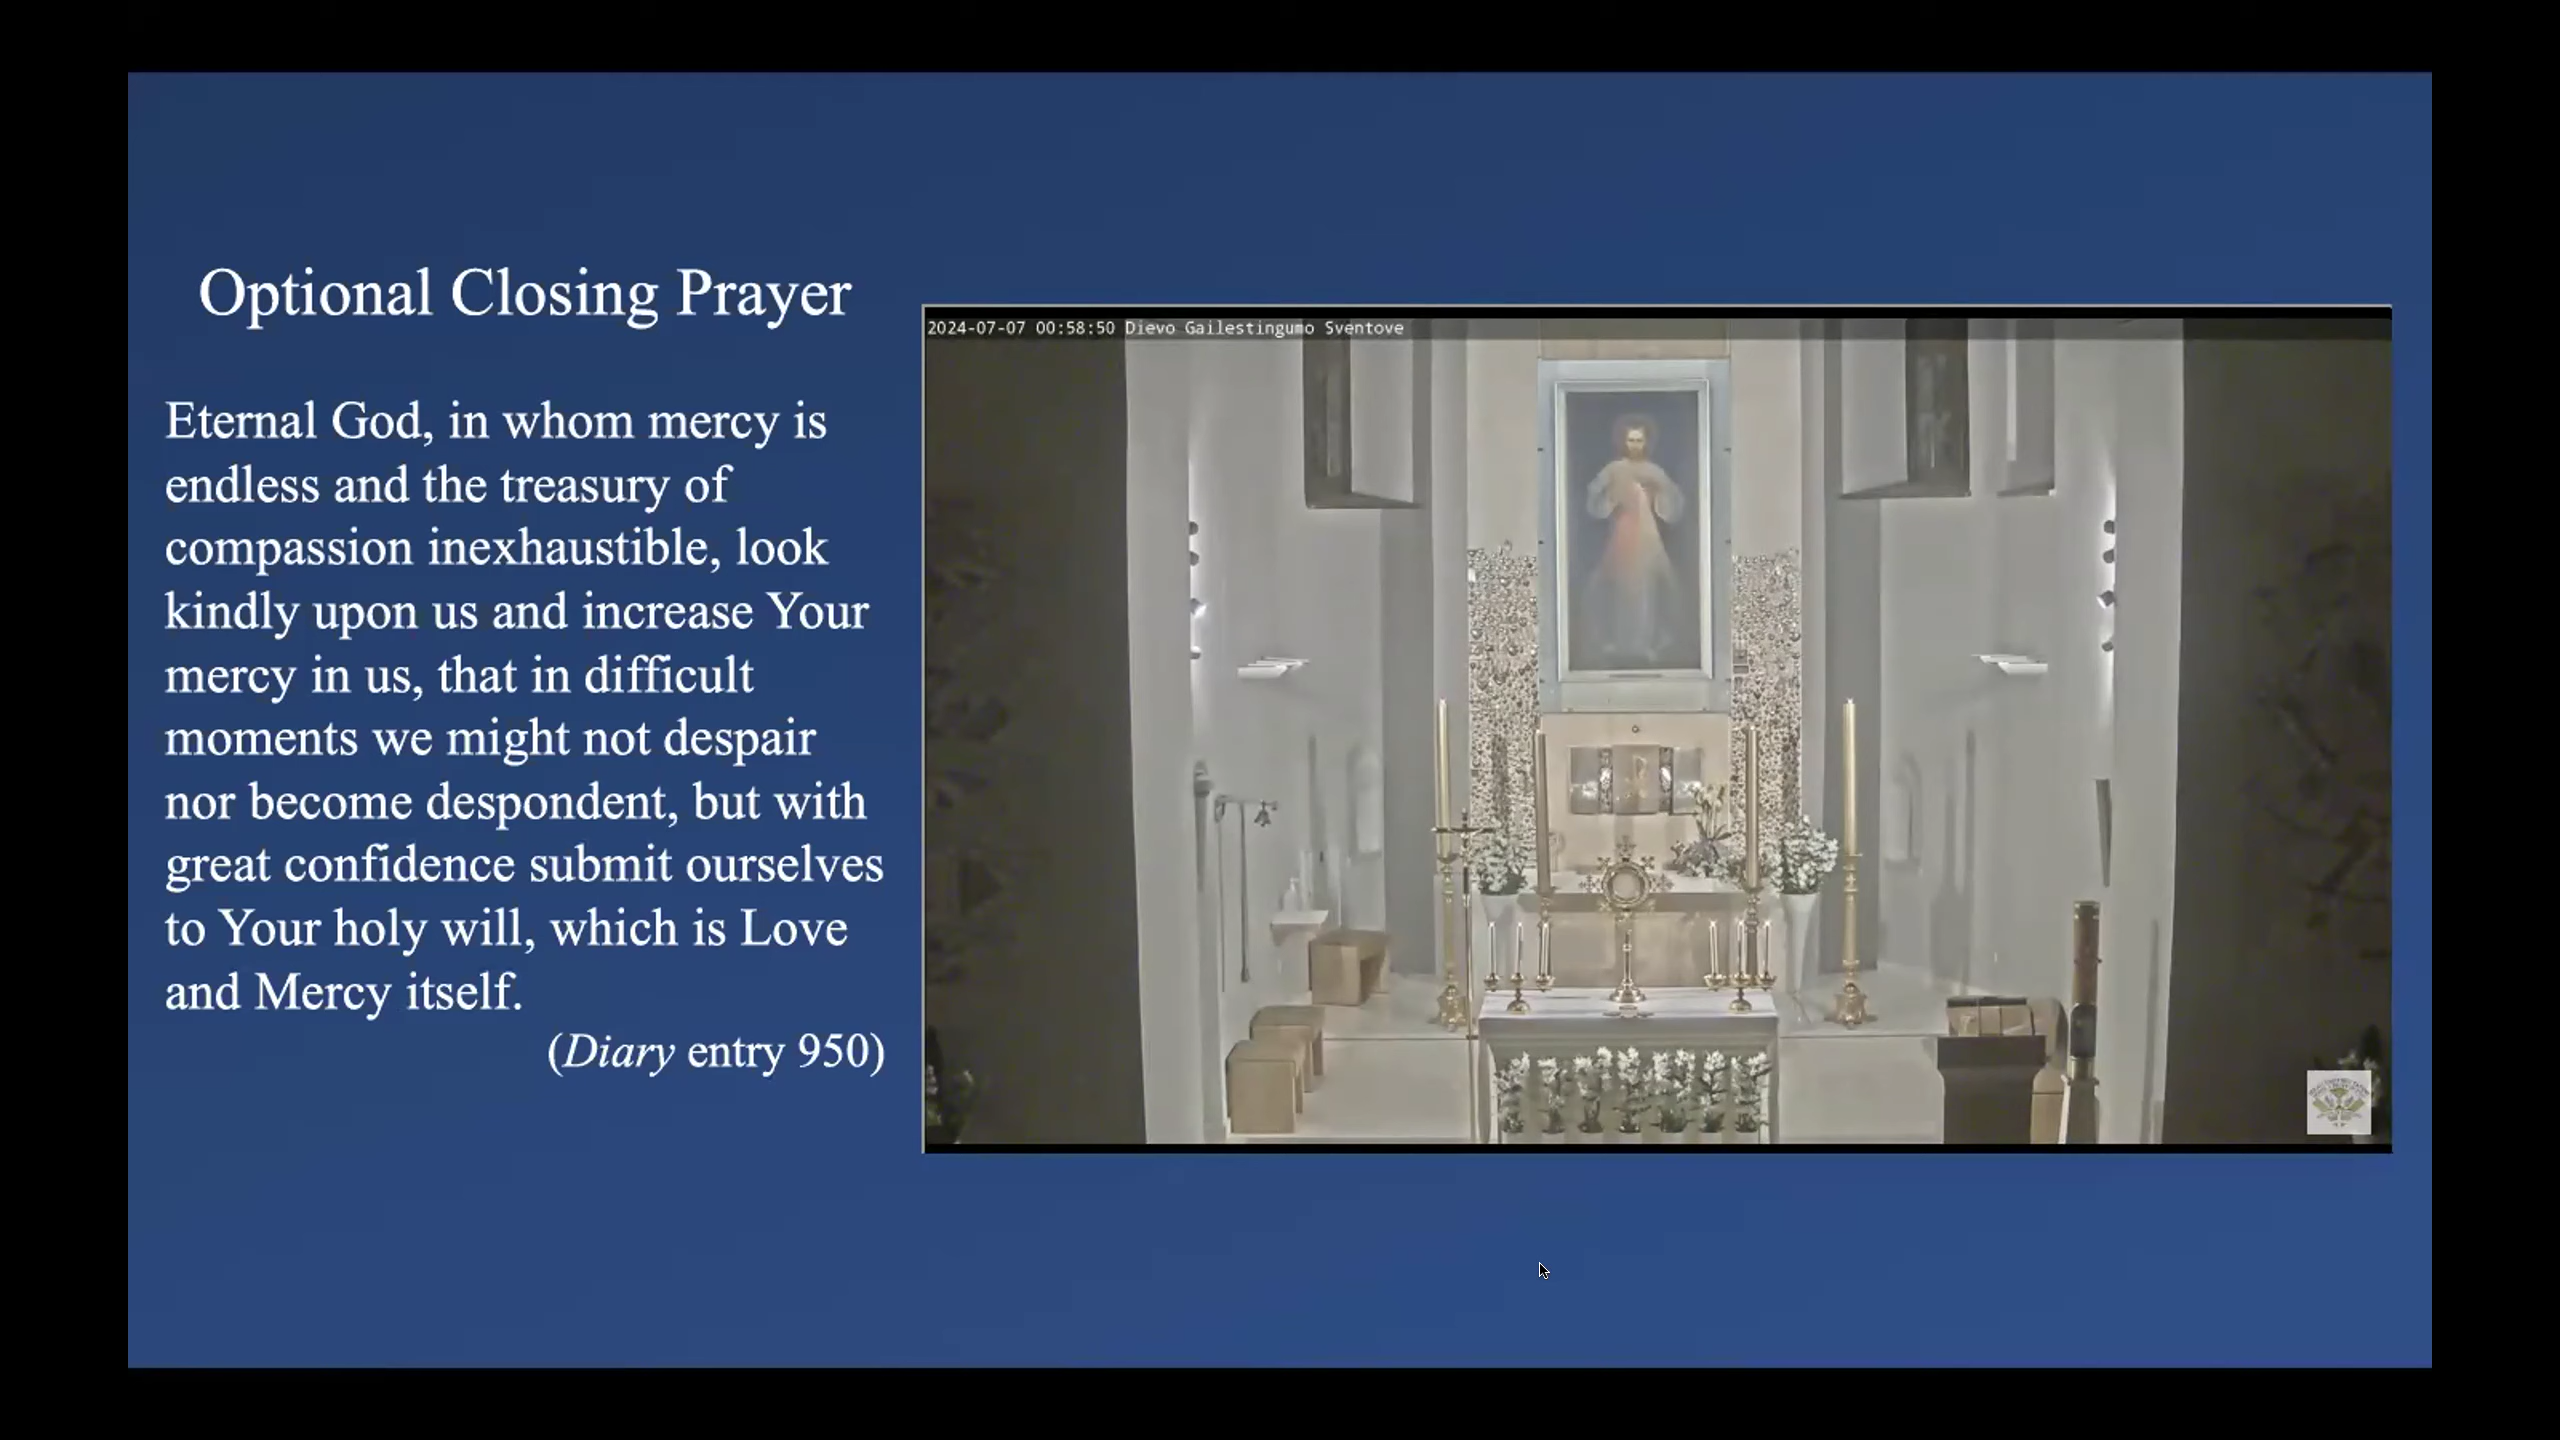 Optional Closing Prayer
Eternal God, in whom mercy is
endless and the treasury of
compassion inexhaustible, look
kindly upon us and increase Your
mercy in us, that in difficult
moments we might not despair
nor become despondent, but with
great confidence submit ourselves
to Your holy will, which is Love
and Mercy itself.
(Diary entry 950)
2024-07-07 00:58:50 Dievo Gailestingumo Sventove